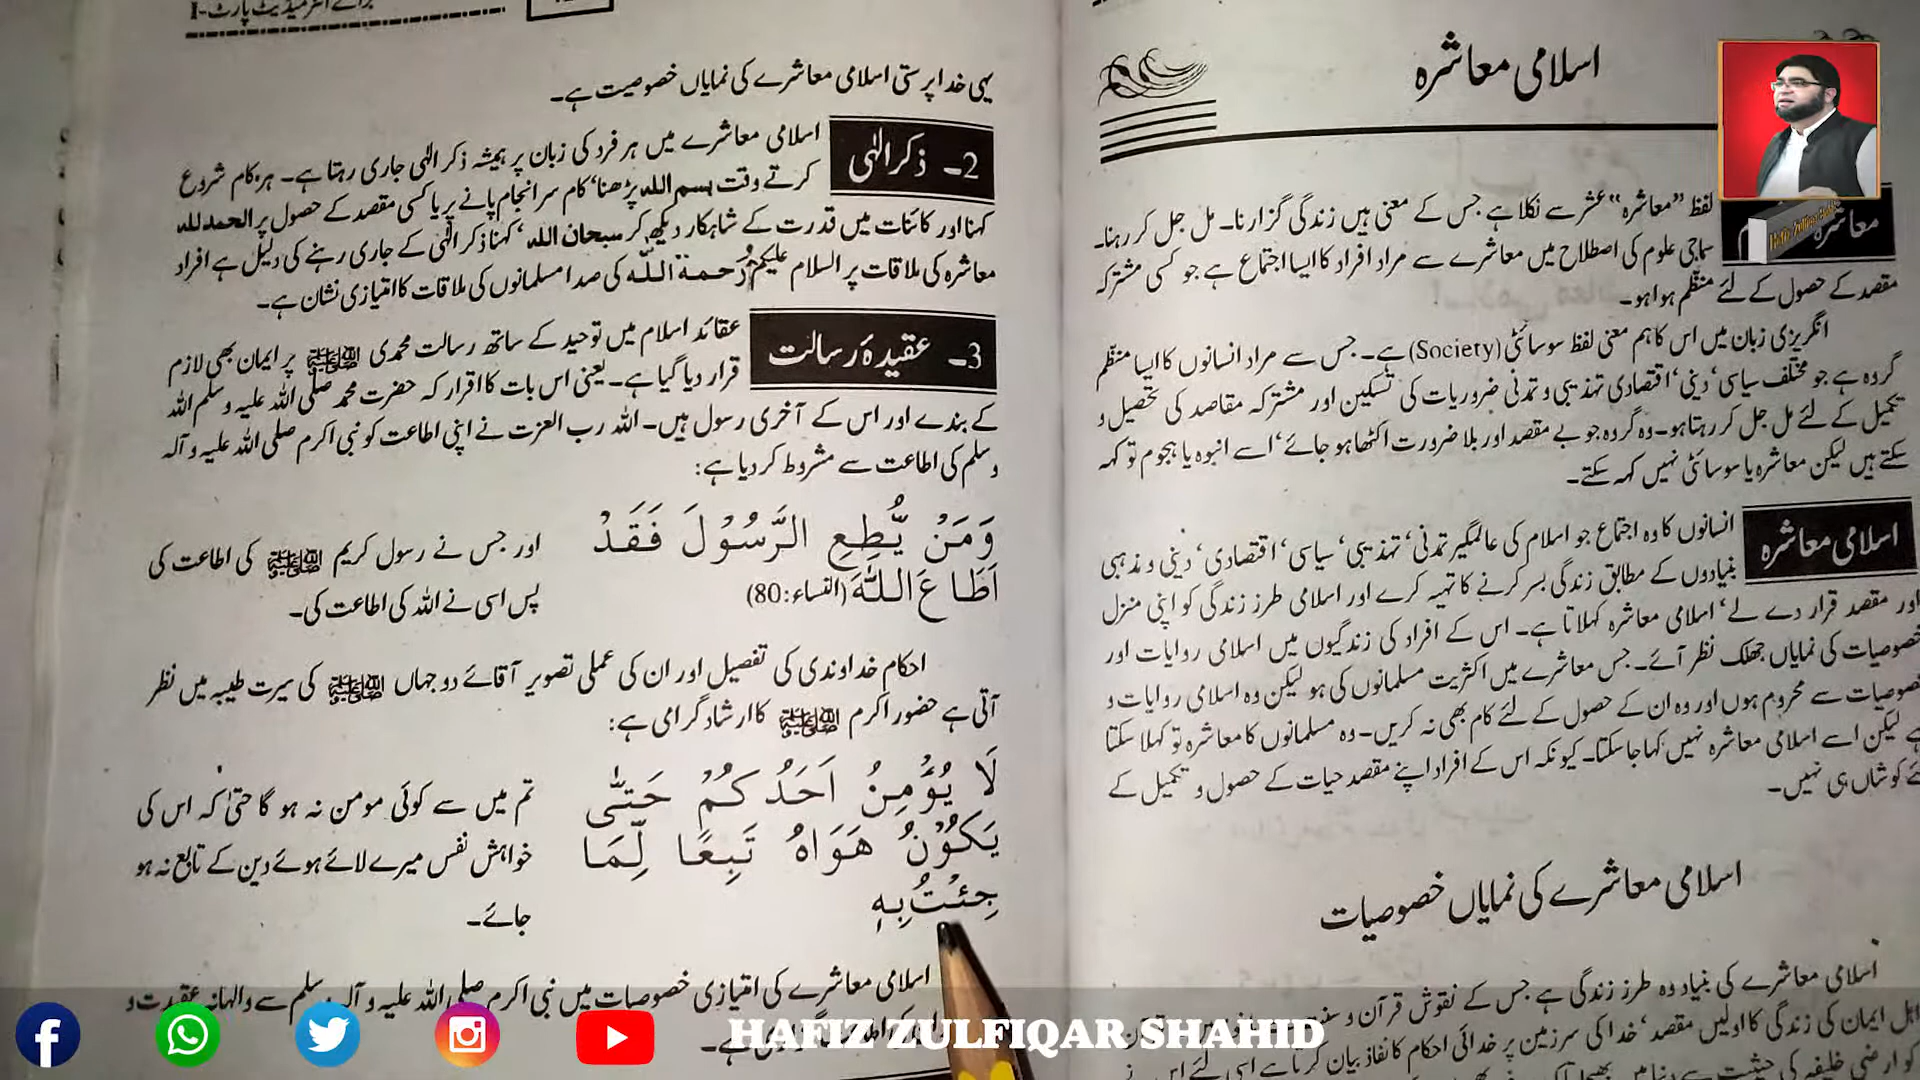 اسلامی معاشرہ
معاشرہ
لفظ ”معاشرہ“ عشر سے نکلا ہے جس کے معنی ہیں زندگی گزارنا۔ مل جل کر رہنا۔
سماجی علوم کی اصطلاح میں معاشرے سے مراد افراد کا ایسا اجتماع ہے جو کسی مشترکہ
مقصد کے حصول کے لئے منظّم ہوا ہو۔
انگریزی زبان میں اس کا ہم معنی لفظ سوسائٹی (Society) ہے۔ جس سے مراد انسانوں کا ایسا منظّم
گروہ ہے جو مختلف سیاسی‘ دینی‘ اقتصادی تہذیبی و تمدنی ضروریات کی تسکین اور مشترکہ مقاصد کی تحصیل و
تکمیل کے لئے مل جل کر رہتا ہو۔ وہ گروہ جو بے مقصد اور بلا ضرورت اکٹھا ہو جائے‘ اسے انبوہ یا ہجوم تو کہہ
سکتے ہیں لیکن معاشرہ یا سوسائٹی نہیں کہہ سکتے۔
اسلامی معاشرہ
انسانوں کا وہ اجتماع جو اسلام کی عالمگیر تمدنی‘ تہذیبی‘ سیاسی‘ اقتصادی‘ دینی و مذہبی
بنیادوں کے مطابق زندگی بسر کرنے کا تہیہ کرے اور اسلامی طرز زندگی کو اپنی منزل
اور مقصد قرار دے لے‘ اسلامی معاشرہ کہلاتا ہے۔ اس کے افراد کی زندگیوں میں اسلامی روایات اور
خصوصیات کی نمایاں جھلک نظر آئے۔ جس معاشرے میں اکثریت مسلمانوں کی ہو لیکن وہ اسلامی روایات و
خصوصیات سے محروم ہوں اور وہ ان کے حصول کے لئے کام بھی نہ کریں۔ وہ مسلمانوں کا معاشرہ تو کہلا سکتا
ہے لیکن اسے اسلامی معاشرہ نہیں کہا جا سکتا۔ کیونکہ اس کے افراد اپنے مقصد حیات کے حصول و تکمیل کے
لئے کوشاں ہی نہیں۔
اسلامی معاشرے کی نمایاں خصوصیات
اسلامی معاشرے کی بنیاد وہ طرز زندگی ہے جس کے نقوش قرآن و
اہل ایمان کی زندگی کا اولیں مقصد‘ خدا کی سرزمین پر خدائی احکام کا نفاذ بیان کرتا ہے اسی لئے اس نے
برائے انٹرمیڈیٹ پارٹ-I
یہی خدا پرستی اسلامی معاشرے کی نمایاں خصوصیت ہے۔
2۔ ذکر الٰہی
اسلامی معاشرے میں ہر فرد کی زبان پر ہمیشہ ذکر الٰہی جاری رہتا ہے۔ ہر کام شروع
کرتے وقت بسم اللہ پڑھنا‘ کام سر انجام پانے پر یا کسی مقصد کے حصول پر الحمد للہ
کہنا اور کائنات میں قدرت کے شاہکار دیکھ کر سبحان اللہ‘ کہنا ذکر الٰہی کے جاری رہنے کی دلیل ہے افراد
معاشرہ کی ملاقات پر السلام علیکم و رحمة اللہ کی صدا مسلمانوں کی ملاقات کا امتیازی نشان ہے۔
3۔ عقیدۂ رسالت
عقائد اسلام میں توحید کے ساتھ رسالت محمدی ﷺ پر ایمان بھی لازم
قرار دیا گیا ہے۔ یعنی اس بات کا اقرار کہ حضرت محمد صلی اللہ علیہ وسلم اللہ
کے بندے اور اس کے آخری رسول ہیں۔ اللہ رب العزت نے اپنی اطاعت کو نبی اکرم صلی اللہ علیہ و آلہ
وسلم کی اطاعت سے مشروط کر دیا ہے:
وَمَنْ يُّطِعِ الرَّسُوْلَ فَقَدْ
اَطَاعَ اللّٰهَ (النساء:80)
اور جس نے رسول کریم ﷺ کی اطاعت کی
پس اسی نے اللہ کی اطاعت کی۔
احکام خداوندی کی تفصیل اور ان کی عملی تصویر آقائے دو جہاں ﷺ کی سیرت طیبہ میں نظر
آتی ہے حضور اکرم ﷺ کا ارشاد گرامی ہے:
لَا يُؤْمِنُ اَحَدُكُمْ حَتّٰى
يَكُوْنُ هَوَاهُ تَبِعًا لِّمَا
جِئْتُ بِهٖ
تم میں سے کوئی مومن نہ ہو گا حتیٰ کہ اس کی
خواہش نفس میرے لائے ہوئے دین کے تابع نہ ہو
جائے۔
اسلامی معاشرے کی امتیازی خصوصیات میں نبی اکرم صلی اللہ علیہ و آلہ وسلم سے والہانہ عقیدت و
HAFIZ ZULFIQAR SHAHID